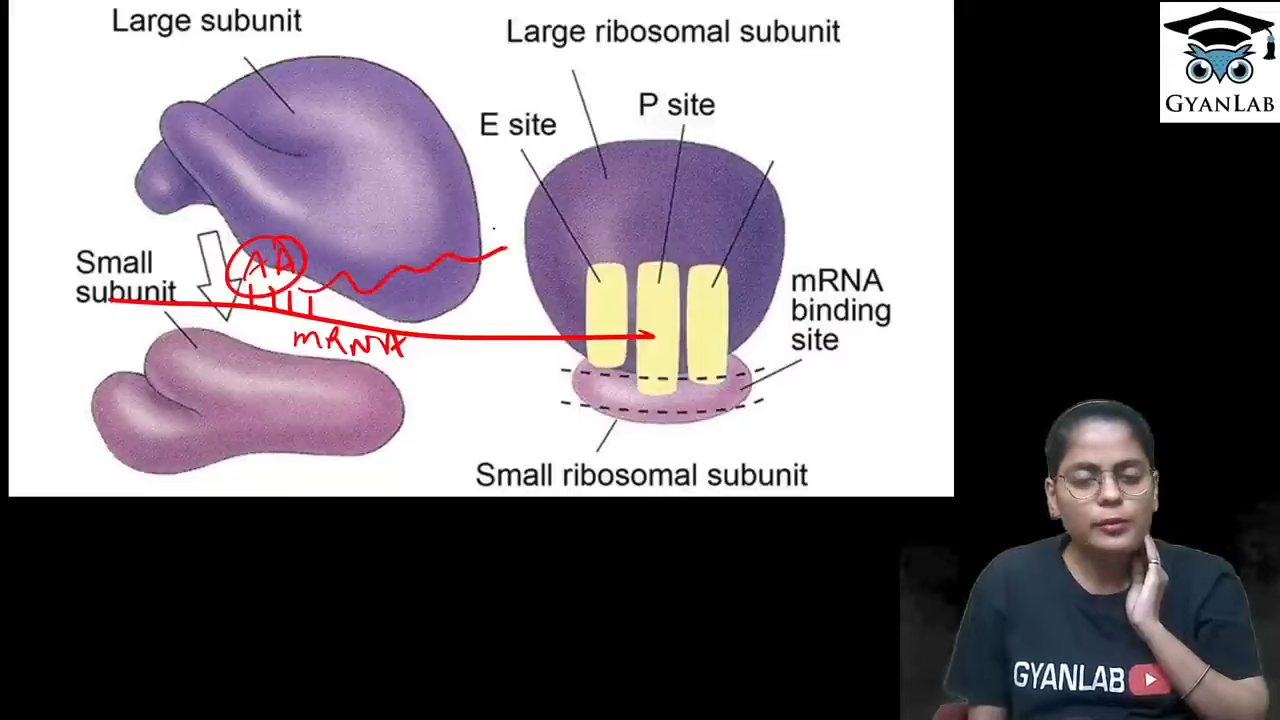 Large subunit
Large ribosomal subunit
P site
E site
Small
subunit
AA
mRNA
mRNA
binding
site
Small ribosomal subunit
GYANLAB
GYANLAB